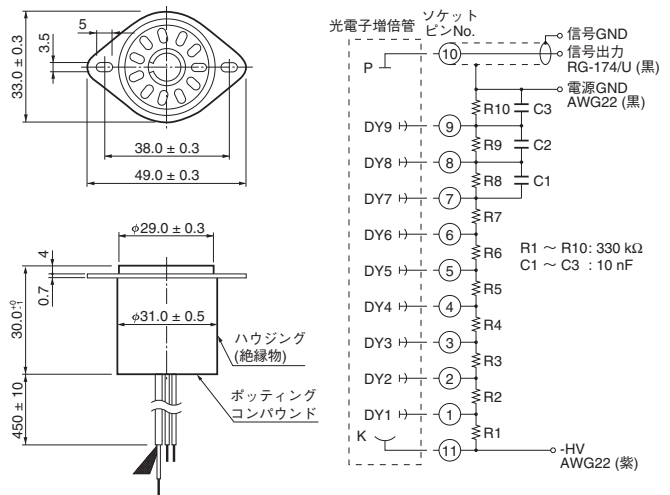 5
3.5
33.0 ± 0.3
38.0 ± 0.3
49.0 ± 0.3
φ29.0 ± 0.3
4
0.7
30.0 +0 -1
φ31.0 ± 0.5
450 ± 10
ハウジング
(絶縁物)
ポッティング
コンパウンド
光電子増倍管
ソケット
ピンNo.
信号GND
信号出力
RG-174/U (黒)
電源GND
AWG22 (黒)
P
10
R10
C3
DY9
9
R9
C2
DY8
8
R8
C1
DY7
7
R7
DY6
6
R6
DY5
5
R5
DY4
4
R4
DY3
3
R3
DY2
2
R2
DY1
1
R1
K
11
-HV
AWG22 (紫)
R1 ~ R10: 330 kΩ
C1 ~ C3 : 10 nF